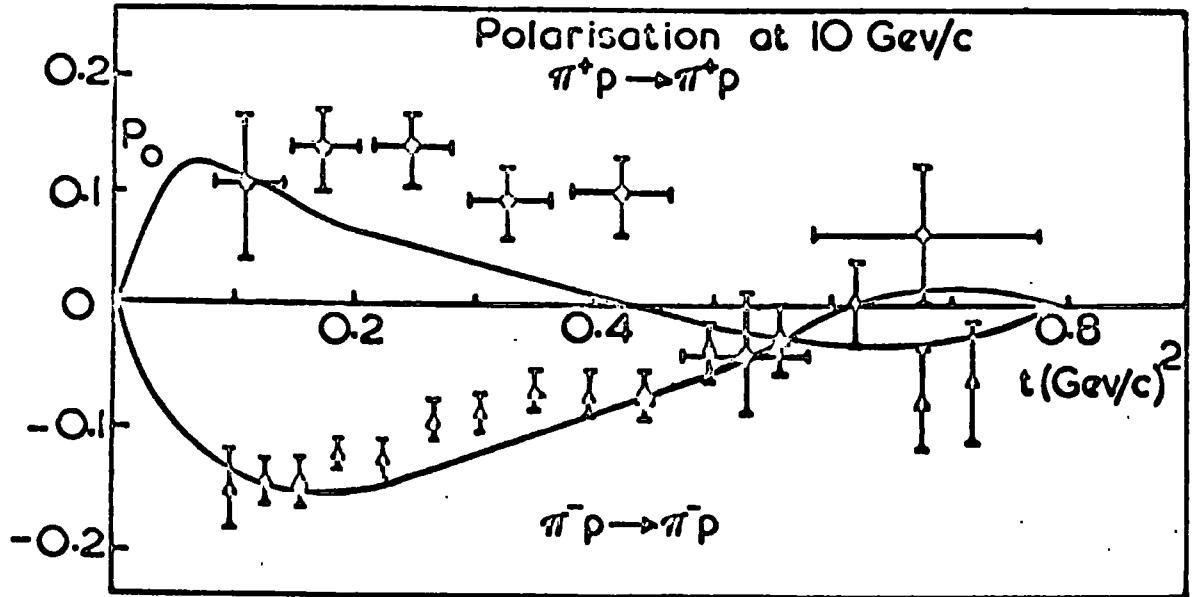 Polarisation at 10 Gev/c
π⁺p → π⁺p
0.2
P₀
0.1
0
0.2
0.4
0.8
t (Gev/c)²
-0.1
-0.2
π⁻p → π⁻p